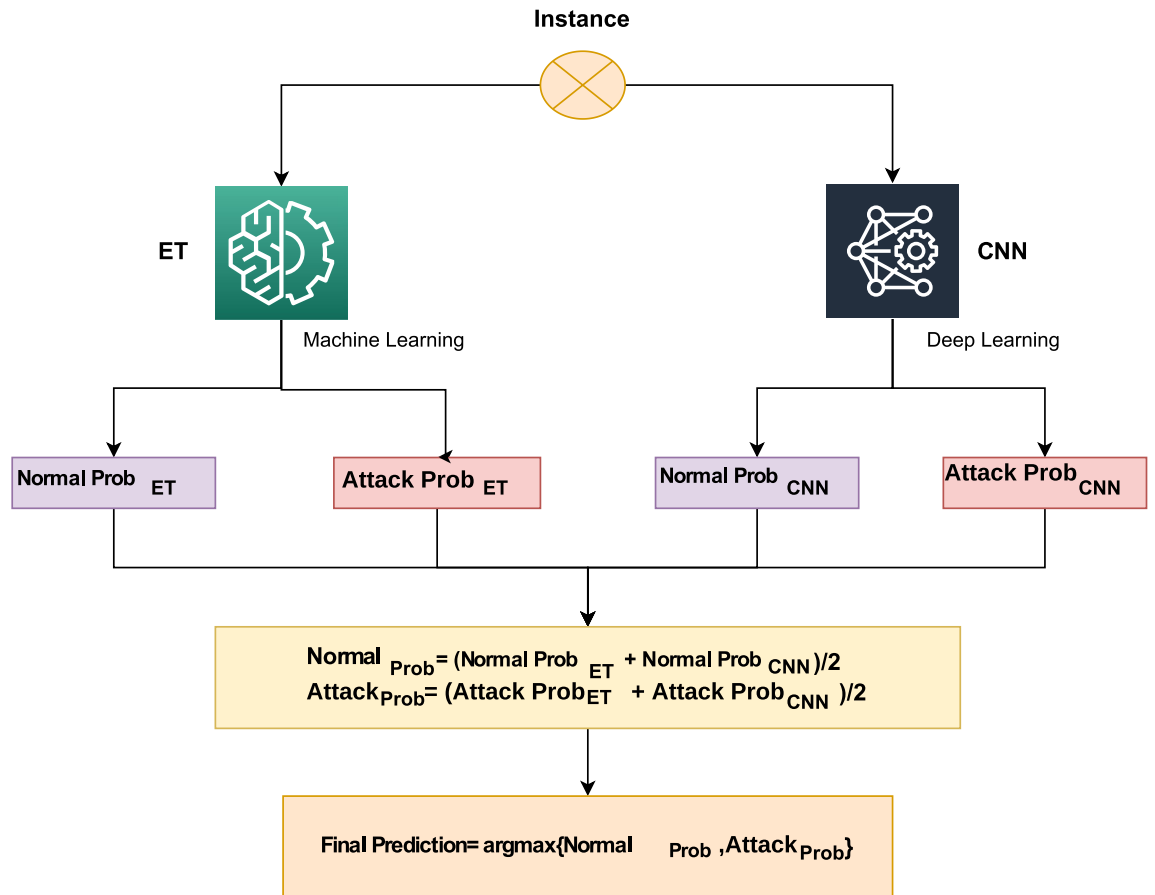 Instance
ET
CNN
Machine Learning
Deep Learning
Normal Prob ET
Attack Prob ET
Normal Prob CNN
Attack Prob CNN
Normal Prob= (Normal Prob ET + Normal Prob CNN)/2
Attack Prob= (Attack Prob ET + Attack Prob CNN )/2
Final Prediction= argmax{Normal Prob ,Attack Prob}